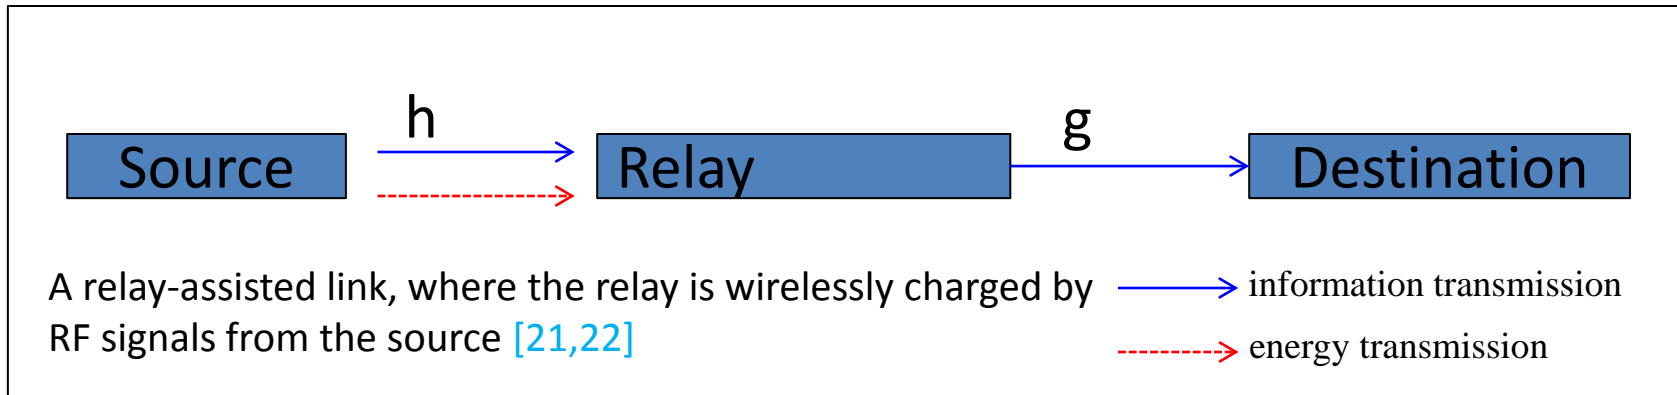 h
g
Source
Relay
Destination
A relay-assisted link, where the relay is wirelessly charged by
RF signals from the source [21,22]
information transmission
energy transmission